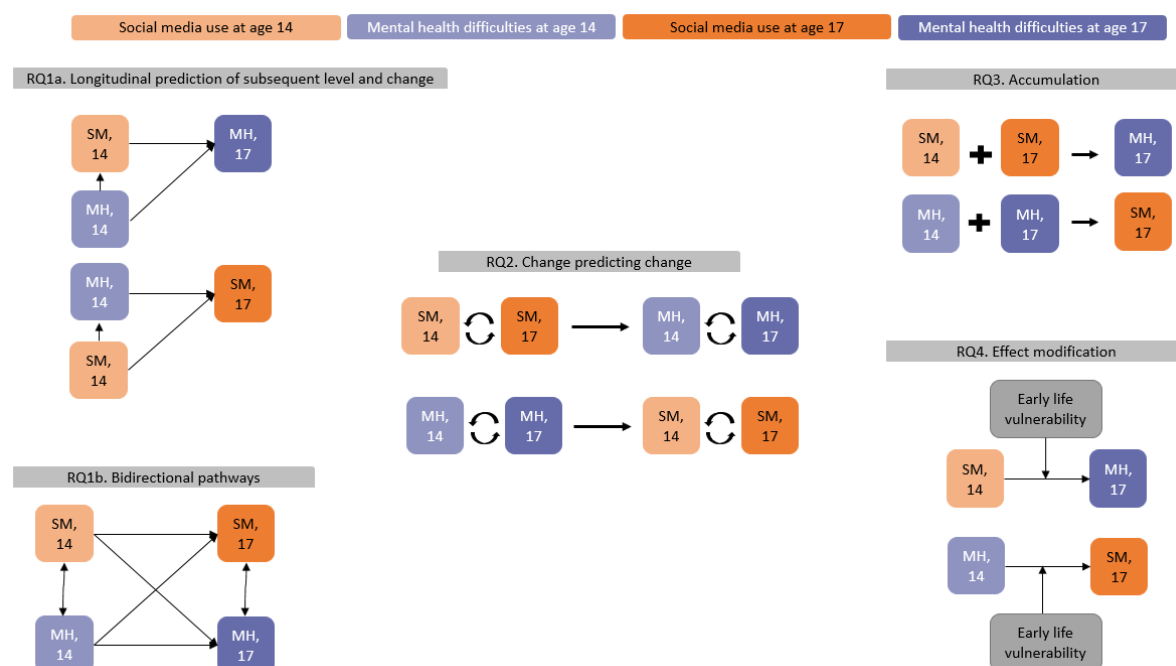 Social media use at age 14
Mental health difficulties at age 14
Social media use at age 17
Mental health difficulties at age 17
RQ1a. Longitudinal prediction of subsequent level and change
SM,
14
MH,
17
MH,
14
MH,
14
SM,
17
SM,
14
RQ1b. Bidirectional pathways
SM,
14
SM,
17
MH,
14
MH,
17
RQ2. Change predicting change
SM,
14
SM,
17
MH,
14
MH,
17
MH,
14
MH,
17
SM,
14
SM,
17
RQ3. Accumulation
SM,
14
SM,
17
MH,
17
MH,
14
MH,
17
SM,
17
RQ4. Effect modification
Early life
vulnerability
SM,
14
MH,
17
MH,
14
SM,
17
Early life
vulnerability